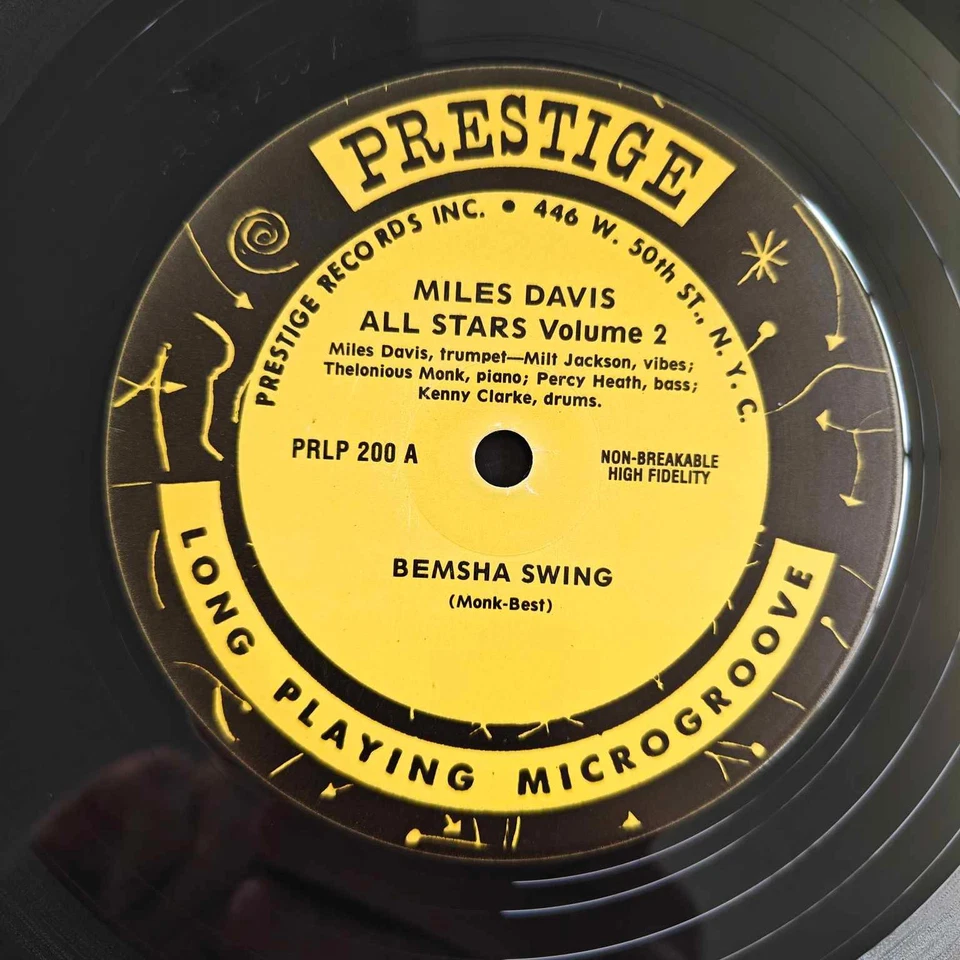 PRESTIGE
PRESTIGE RECORDS INC. • 446 W. 50th ST., N. Y. C.
MILES DAVIS
ALL STARS Volume 2
Miles Davis, trumpet—Milt Jackson, vibes;
Thelonious Monk, piano; Percy Heath, bass;
Kenny Clarke, drums.
PRLP 200 A
NON-BREAKABLE
HIGH FIDELITY
BEMSHA SWING
(Monk-Best)
LONG PLAYING MICROGROOVE